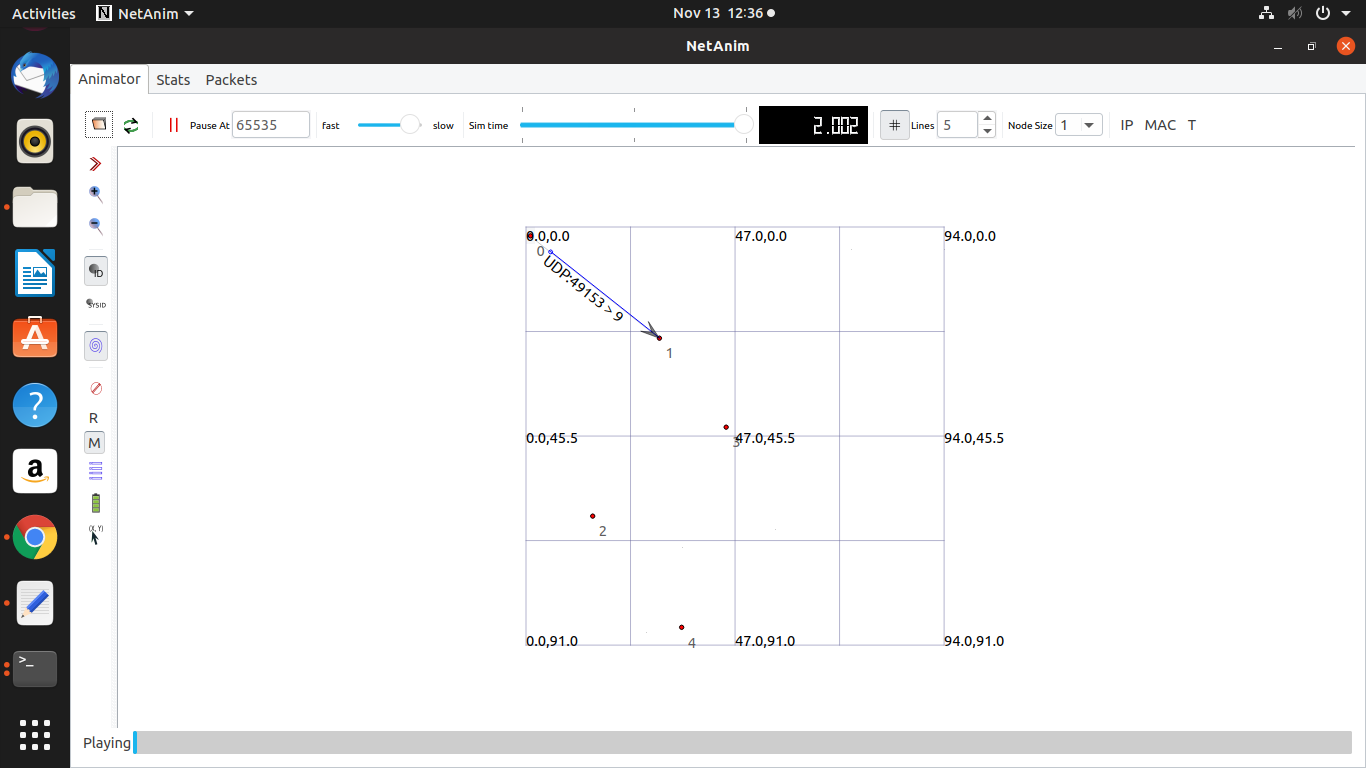 Activities NetAnim Nov 13 12:36
NetAnim
Animator Stats Packets
Pause At 65535 fast slow Sim time 2.002 # Lines 5 Node Size 1 IP MAC T
ID
SYSID
R
M
(X, Y)
0.0,0.0 47.0,0.0 94.0,0.0
0
UDP:49153 > 9
1
3
0.0,45.5 47.0,45.5 94.0,45.5
2
4
0.0,91.0 47.0,91.0 94.0,91.0
Playing